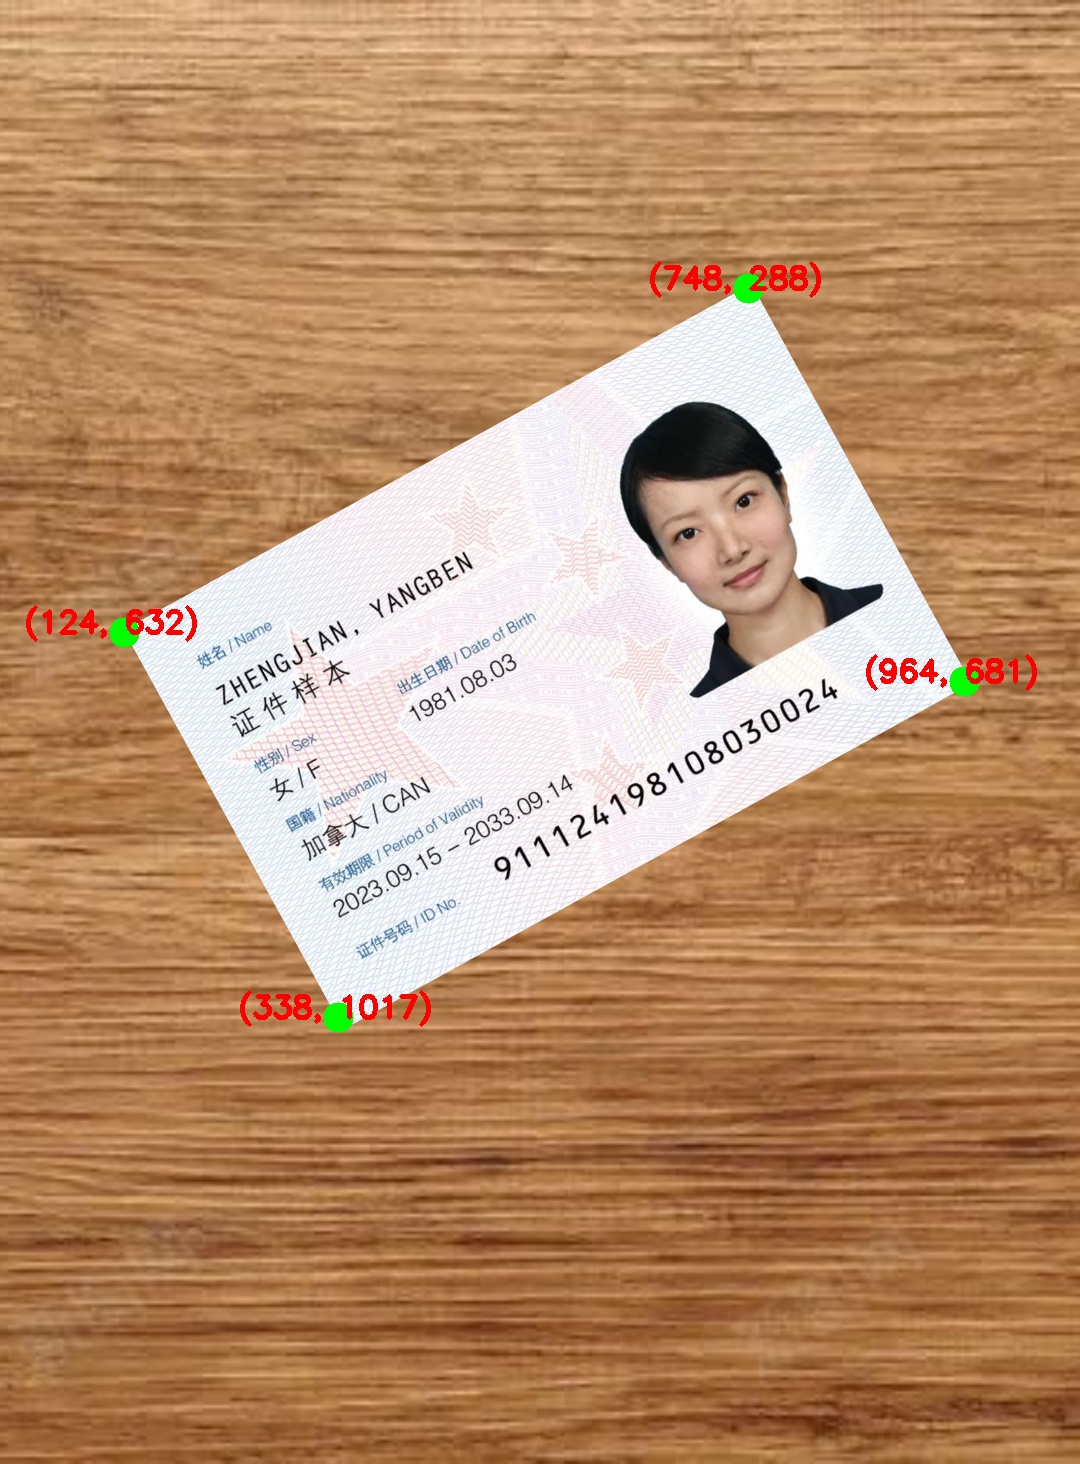 (748, 288)
(124, 632)
(964, 681)
(338, 1017)
姓名 / Name
ZHENGJIAN, YANGBEN
证件样本
性别 / Sex 出生日期 / Date of Birth
女 / F 1981.08.03
国籍 / Nationality
加拿大 / CAN
有效期限 / Period of Validity
2023.09.15 – 2033.09.14
证件号码 / ID No. 911124198108030024